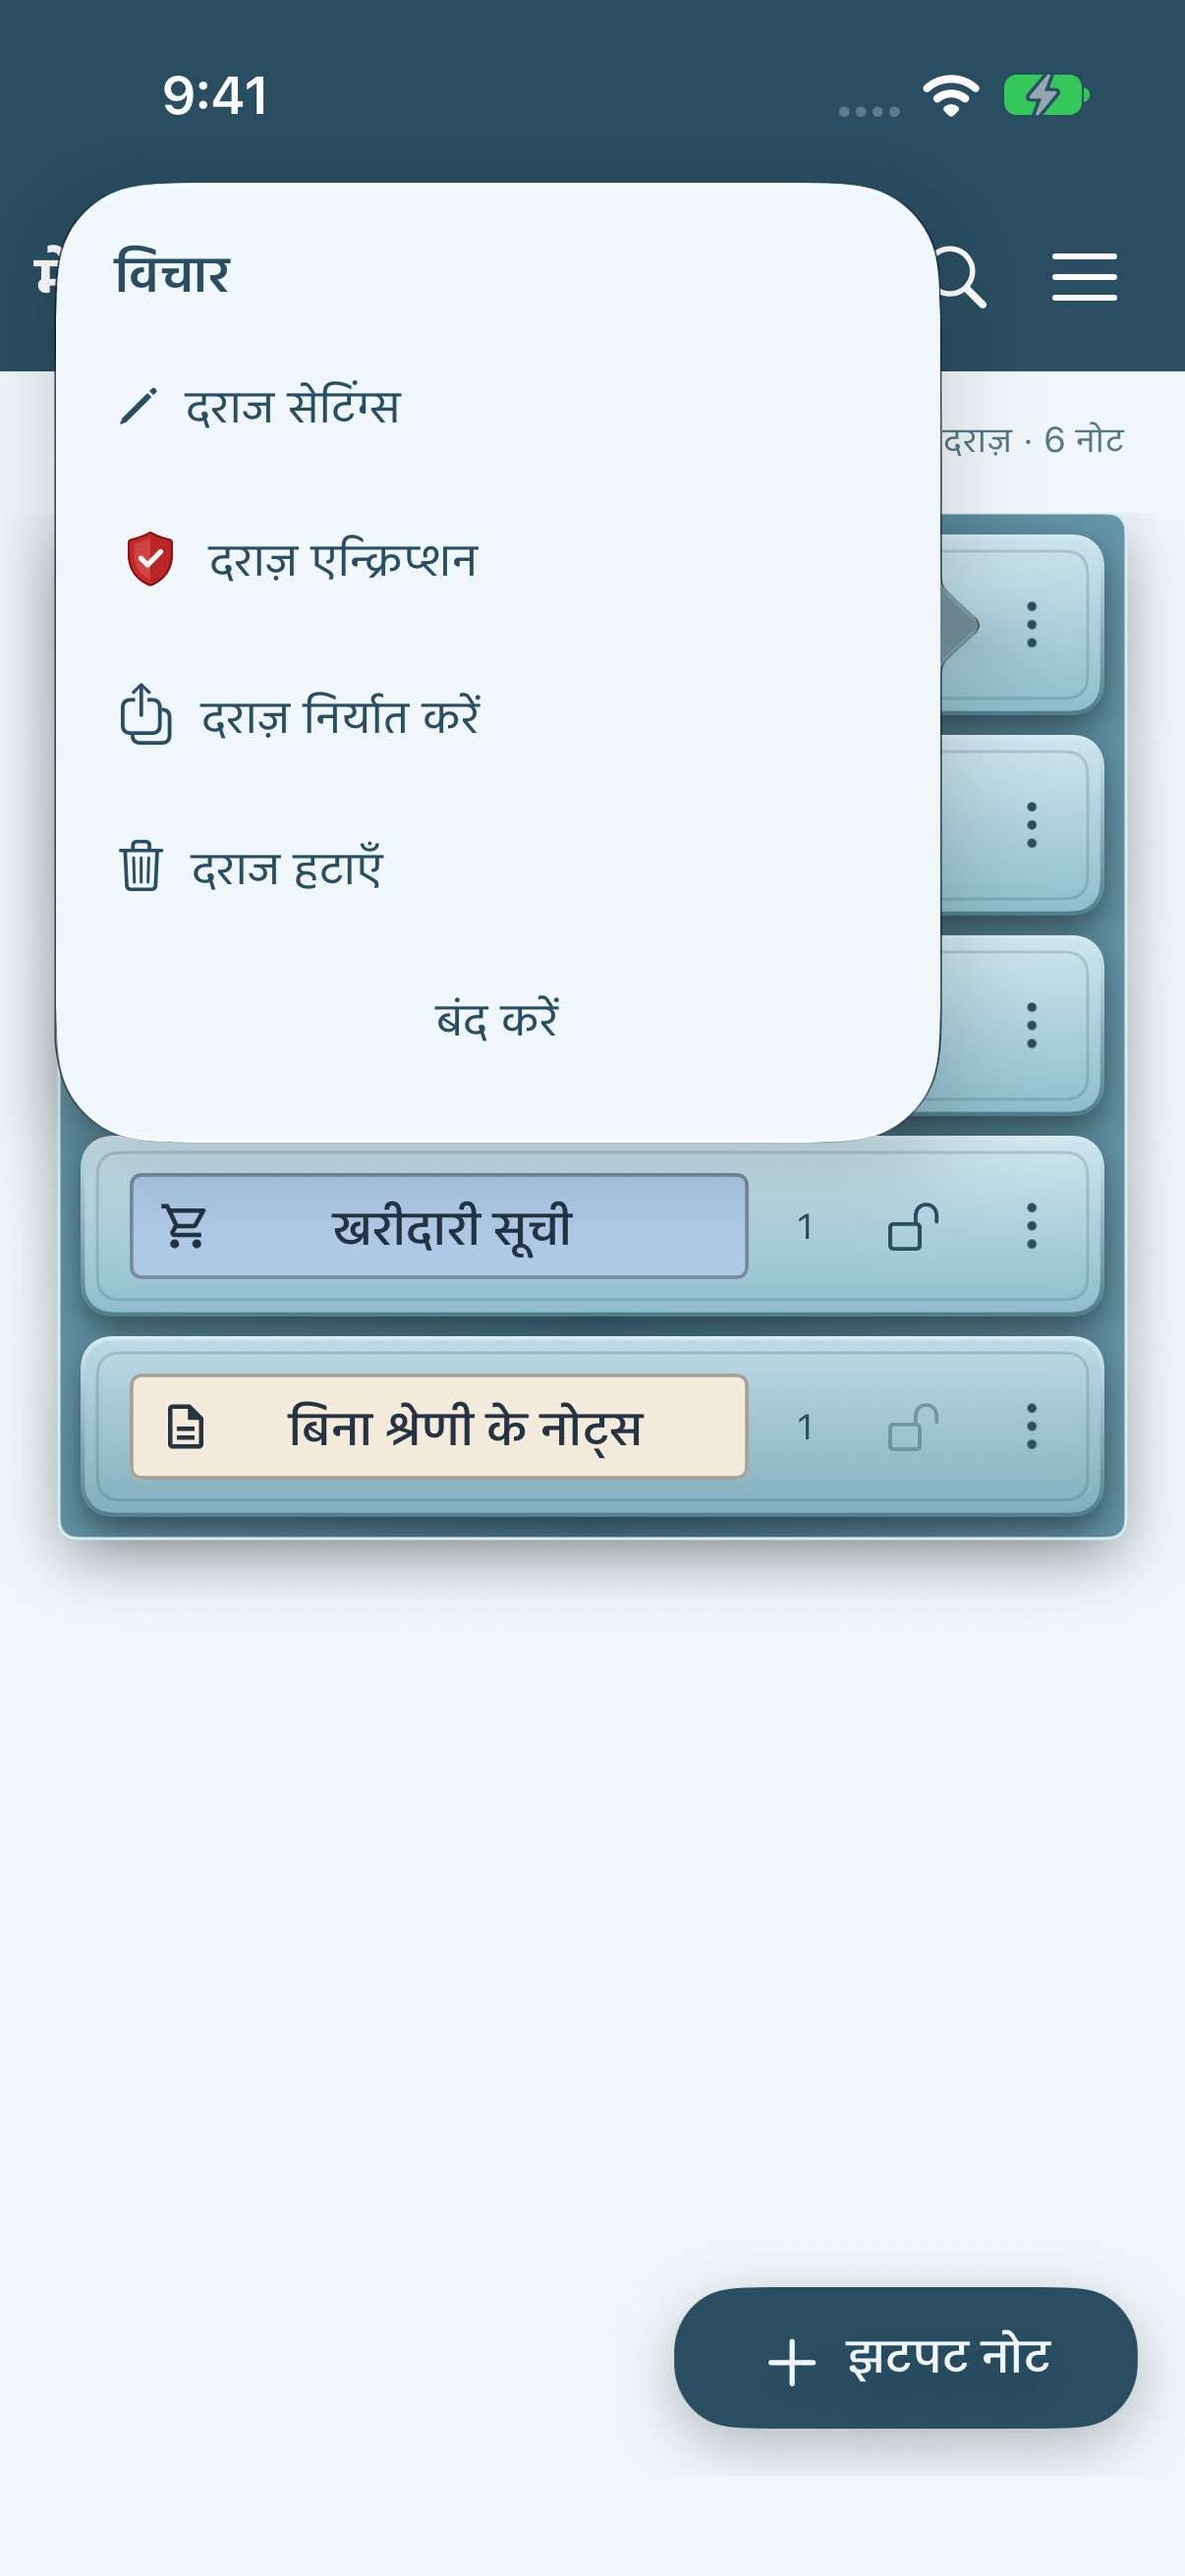 9:41
विचार
दराज सेटिंग्स
दराज़ · 6 नोट
दराज़ एन्क्रिप्शन
दराज़ निर्यात करें
दराज हटाएँ
बंद करें
खरीदारी सूची 1
बिना श्रेणी के नोट्स 1
झटपट नोट